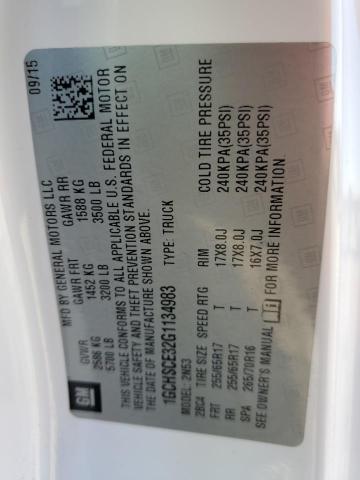 GM
MFD BY GENERAL MOTORS LLC
09/15
GVWR GAWR FRT GAWR RR
2586 KG 1452 KG 1588 KG
5700 LB 3200 LB 3500 LB
THIS VEHICLE CONFORMS TO ALL APPLICABLE U.S. FEDERAL MOTOR
VEHICLE SAFETY AND THEFT PREVENTION STANDARDS IN EFFECT ON
THE DATE OF MANUFACTURE SHOWN ABOVE.
1GCHSCE32G1134983 TYPE: TRUCK
MODEL: 2N53
2BC4 TIRE SIZE SPEED RTG RIM COLD TIRE PRESSURE
FRT 255/65R17 T 17X8.0J 240KPA(35PSI)
RR 255/65R17 T 17X8.0J 240KPA(35PSI)
SPA 265/70R16 T 16X7.0J 240KPA(35PSI)
SEE OWNER'S MANUAL FOR MORE INFORMATION.